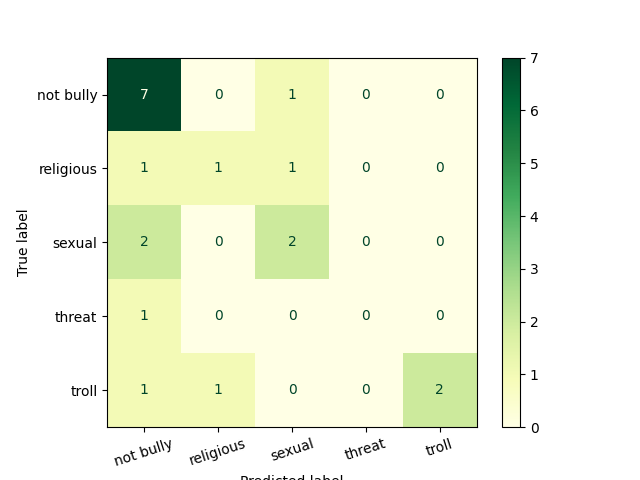 not bully 7 0 1 0 0
religious 1 1 1 0 0
sexual 2 0 2 0 0
threat 1 0 0 0 0
troll 1 1 0 0 2
not bully religious sexual threat troll
Predicted label
True label
7
6
5
4
3
2
1
0